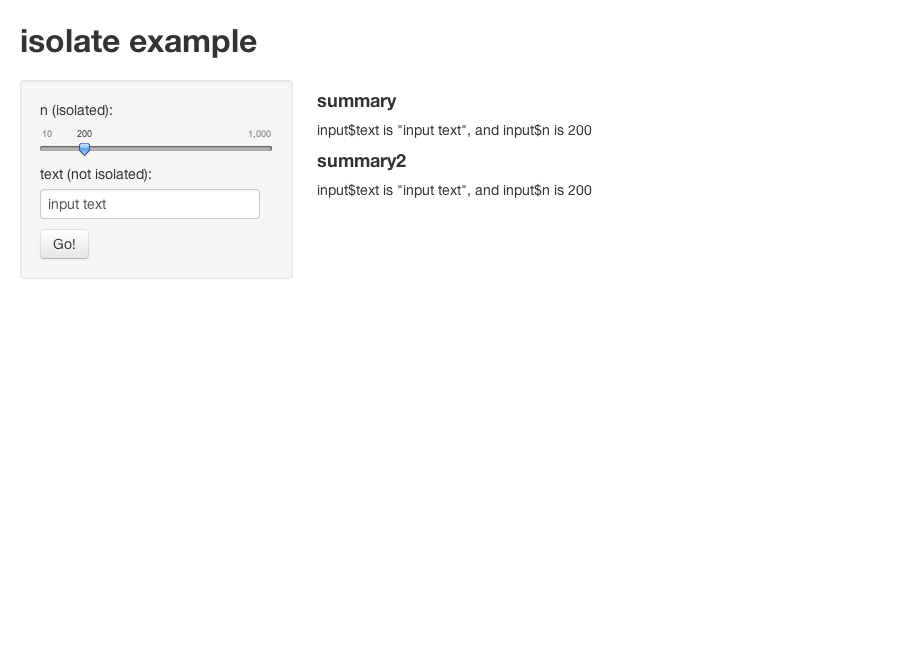 isolate example
n (isolated):
10 200 1,000
text (not isolated):
input text
Go!
summary
input$text is "input text", and input$n is 200
summary2
input$text is "input text", and input$n is 200